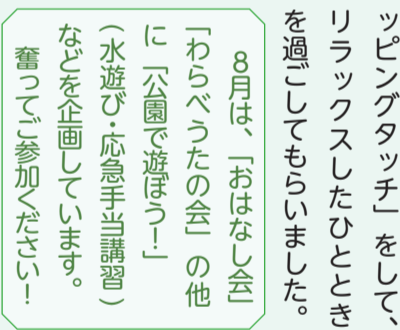 ッピングタッチ」をして、
リラックスしたひととき
を過ごしてもらいました。
8月は、「おはなし会」
「わらべうたの会」の他
に「公園で遊ぼう！」
（水遊び・応急手当講習）
などを企画しています。
奮ってご参加ください！